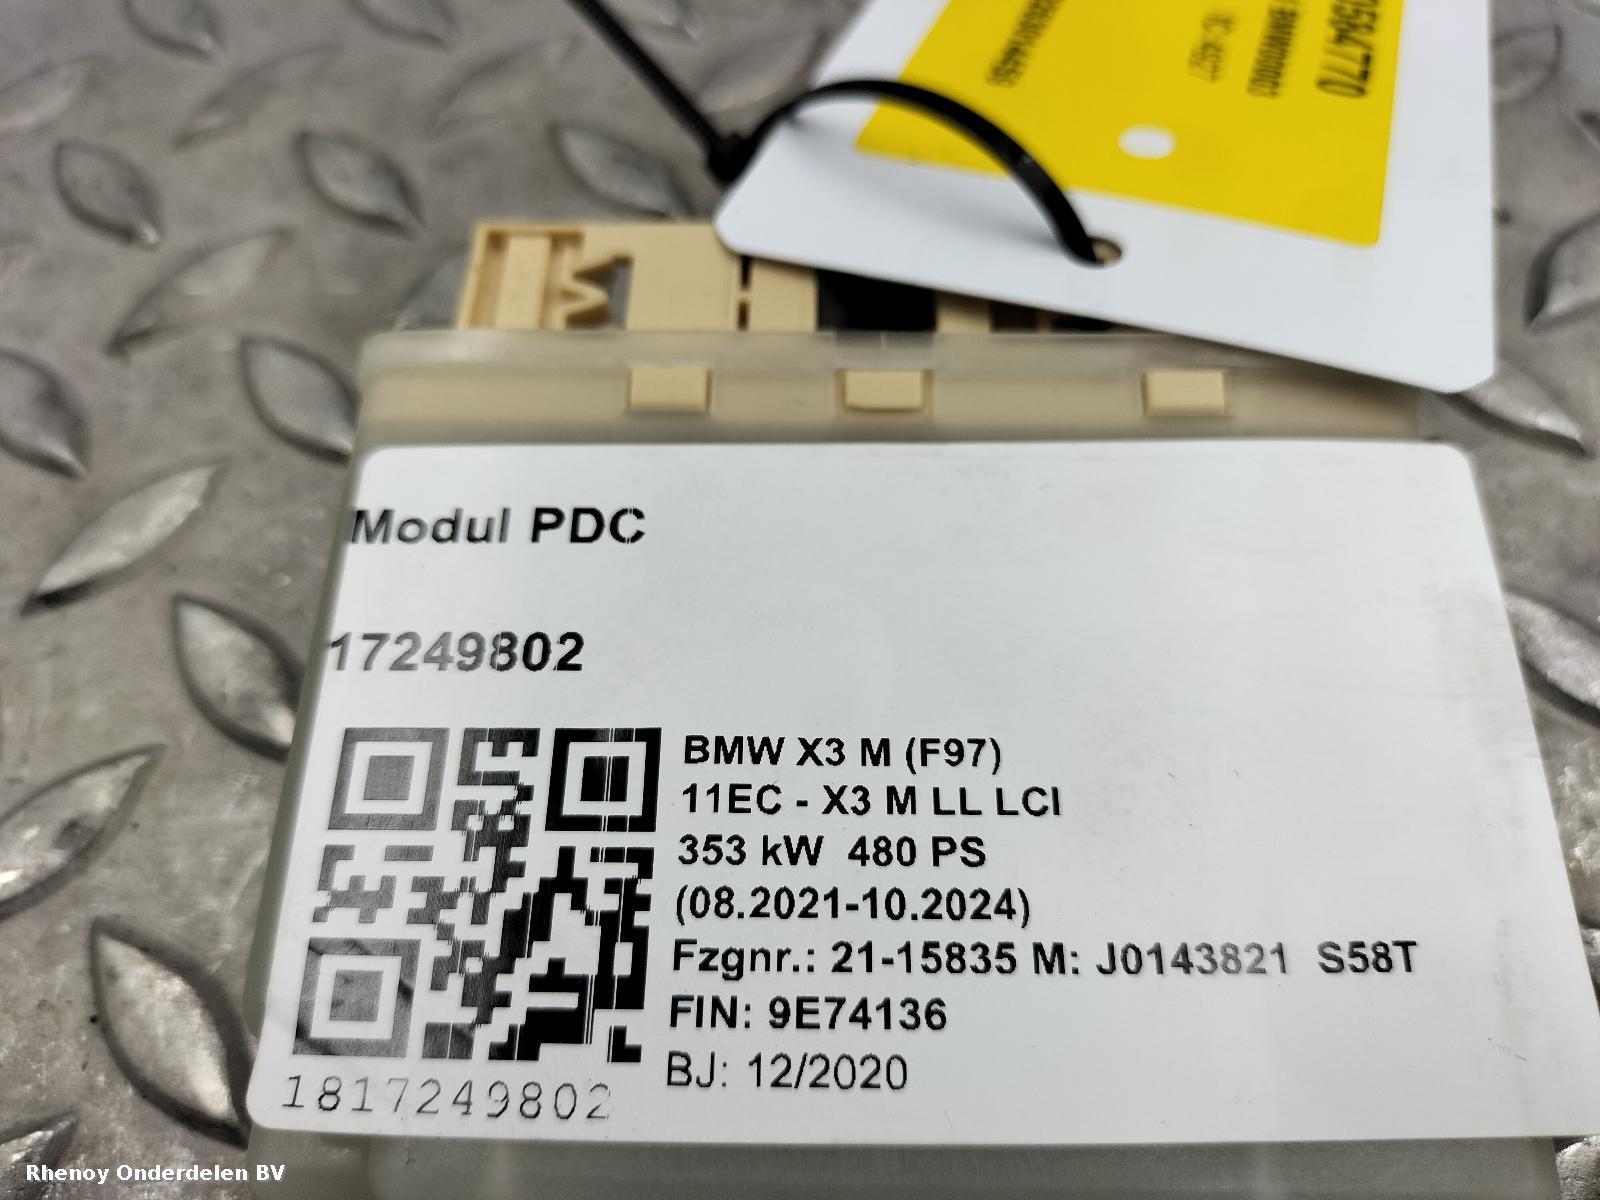 Modul PDC
17249802
BMW X3 M (F97)
11EC - X3 M LL LCI
353 kW 480 PS
(08.2021-10.2024)
Fzgnr.: 21-15835 M: J0143821 S58T
FIN: 9E74136
BJ: 12/2020
1817249802
Rhenoy Onderdelen BV